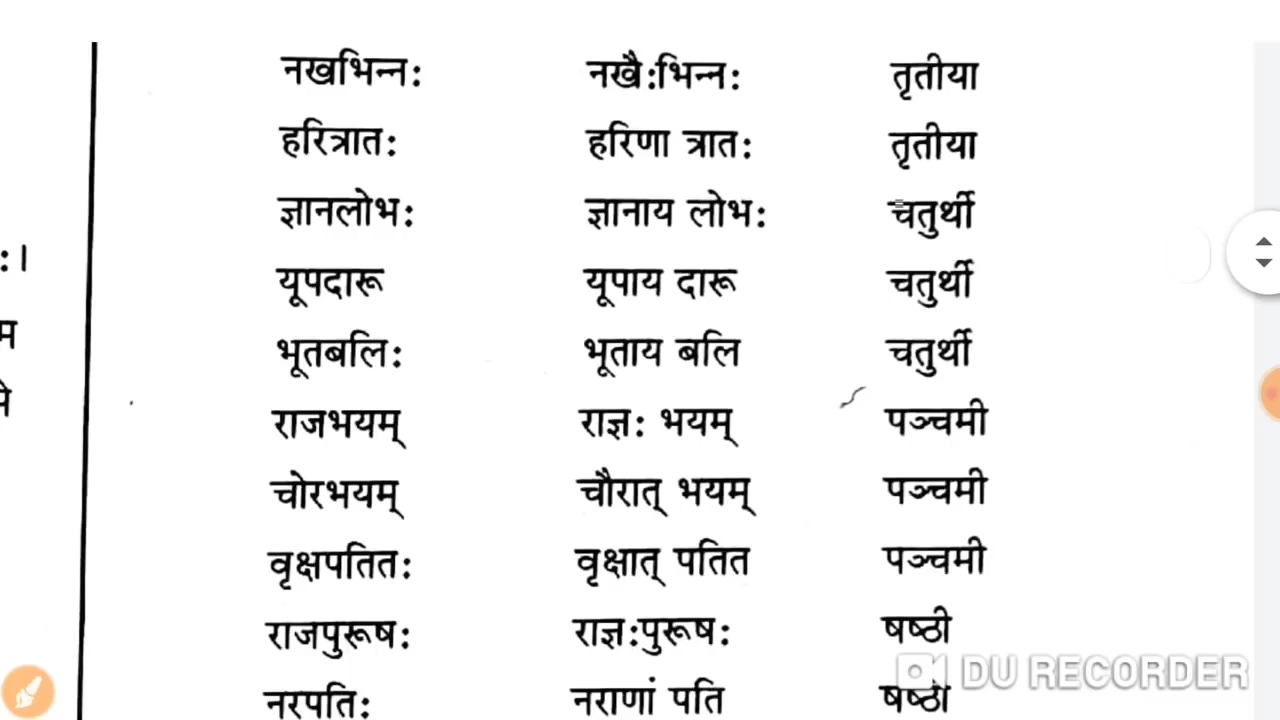 नखभिन्नः नखैःभिन्नः तृतीया
हरित्रातः हरिणा त्रातः तृतीया
ज्ञानलोभः ज्ञानाय लोभः चतुर्थी
ः।
यूपदारू यूपाय दारू चतुर्थी
म
भूतबलिः भूताय बलि चतुर्थी
राजभयम् राज्ञः भयम् पञ्चमी
चोरभयम् चौरात् भयम् पञ्चमी
वृक्षपतितः वृक्षात् पतित पञ्चमी
राजपुरूषः राज्ञःपुरूषः षष्ठी
नरपतिः नराणां पति षष्ठी
DU RECORDER